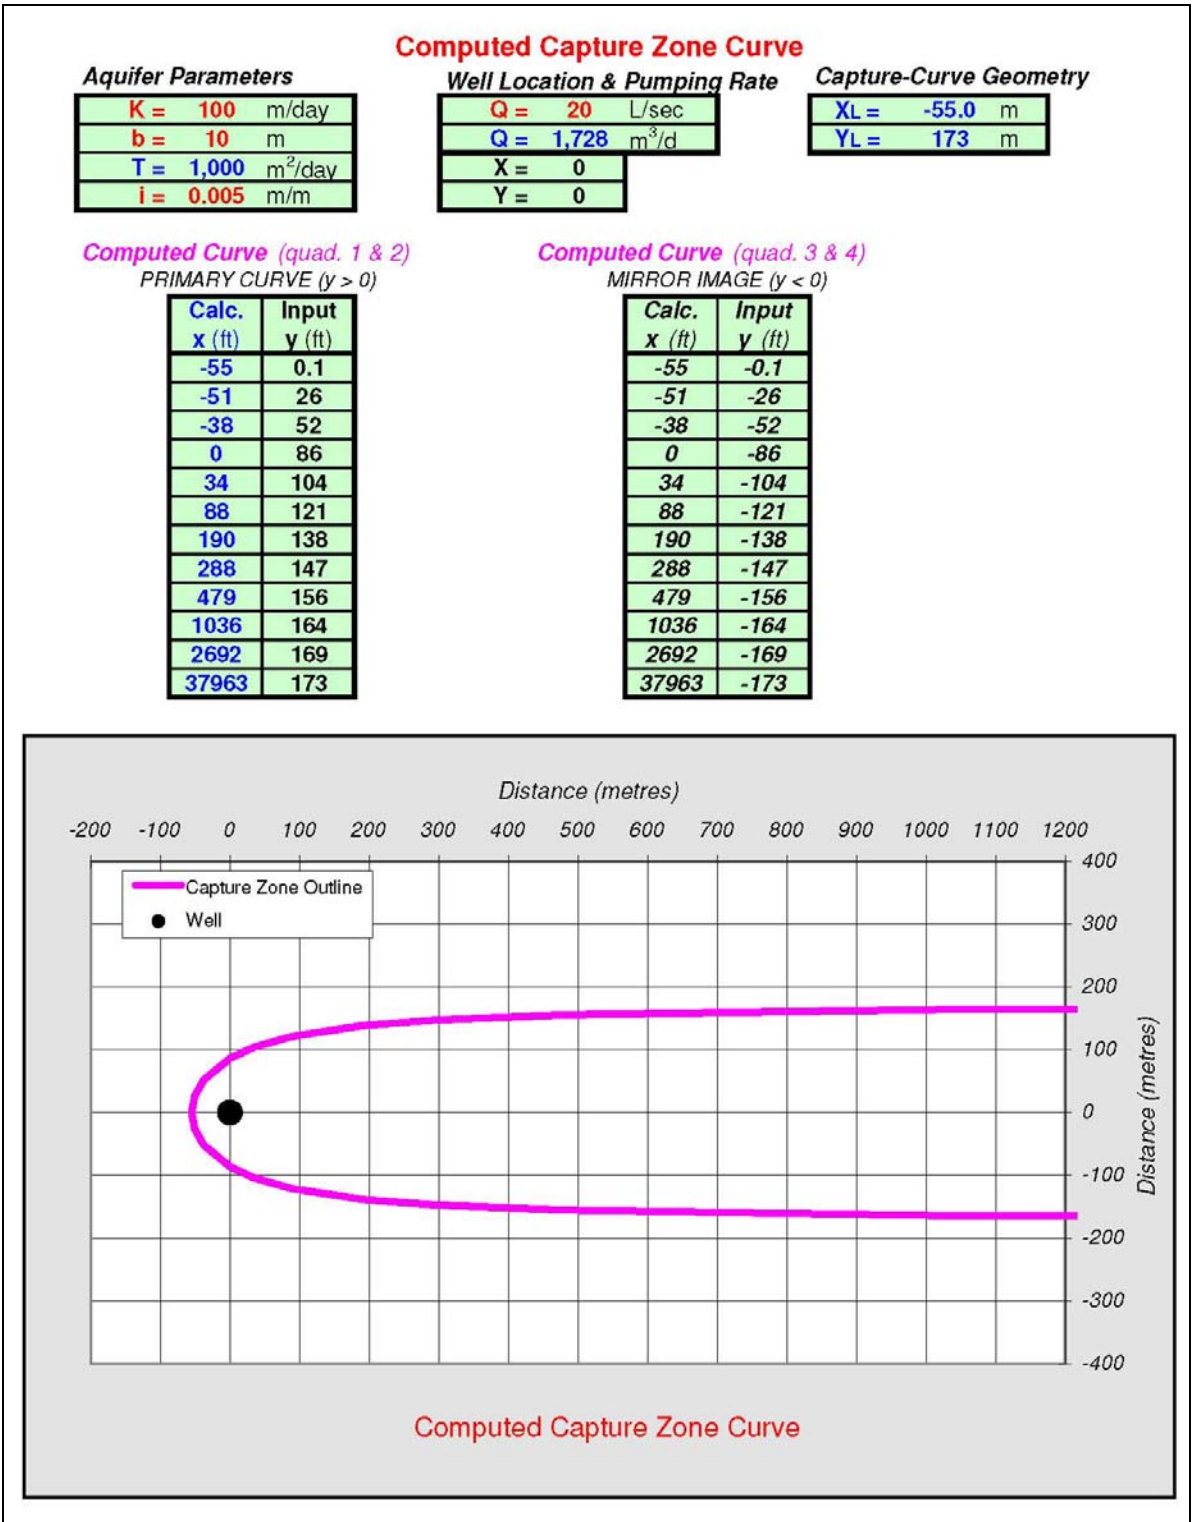 Computed Capture Zone Curve
Aquifer Parameters Well Location & Pumping Rate Capture-Curve Geometry
K = 100 m/day Q = 20 L/sec XL = -55.0 m
b = 10 m Q = 1,728 m³/d YL = 173 m
T = 1,000 m²/day X = 0
i = 0.005 m/m Y = 0
Computed Curve (quad. 1 & 2) Computed Curve (quad. 3 & 4)
PRIMARY CURVE (y > 0) MIRROR IMAGE (y < 0)
Calc. Input Calc. Input
x (ft) y (ft) x (ft) y (ft)
-55 0.1 -55 -0.1
-51 26 -51 -26
-38 52 -38 -52
0 86 0 -86
34 104 34 -104
88 121 88 -121
190 138 190 -138
288 147 288 -147
479 156 479 -156
1036 164 1036 -164
2692 169 2692 -169
37963 173 37963 -173
Distance (metres)
-200 -100 0 100 200 300 400 500 600 700 800 900 1000 1100 1200
400
Capture Zone Outline
Well
300
200
100
0
-100
-200
-300
-400
Distance (metres)
Computed Capture Zone Curve